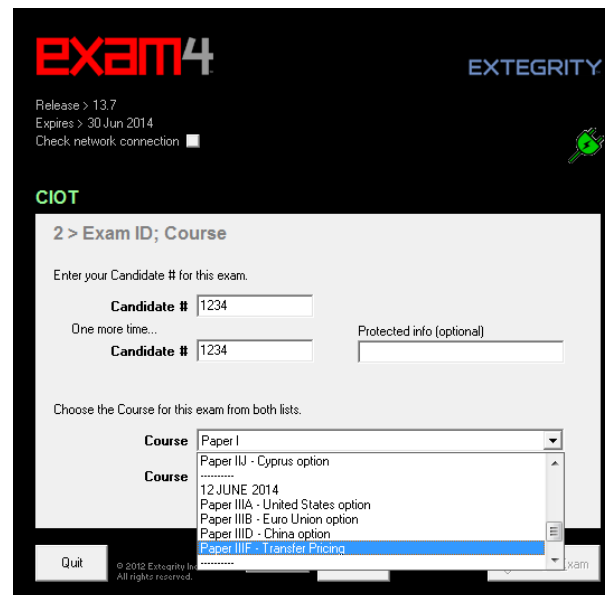 exam4
EXTEGRITY
Release > 13.7
Expires > 30 Jun 2014
Check network connection
CIOT
2 > Exam ID; Course
Enter your Candidate # for this exam.
Candidate # 1234
One more time...
Protected info (optional)
Candidate # 1234
Choose the Course for this exam from both lists.
Course Paper I
Paper IIJ - Cyprus option
----------
Course
12 JUNE 2014
Paper IIIA - United States option
Paper IIIB - Euro Union option
Paper IIID - China option
Paper IIIF - Transfer Pricing
----------
Quit
© 2012 Extegrity
All rights reserved.